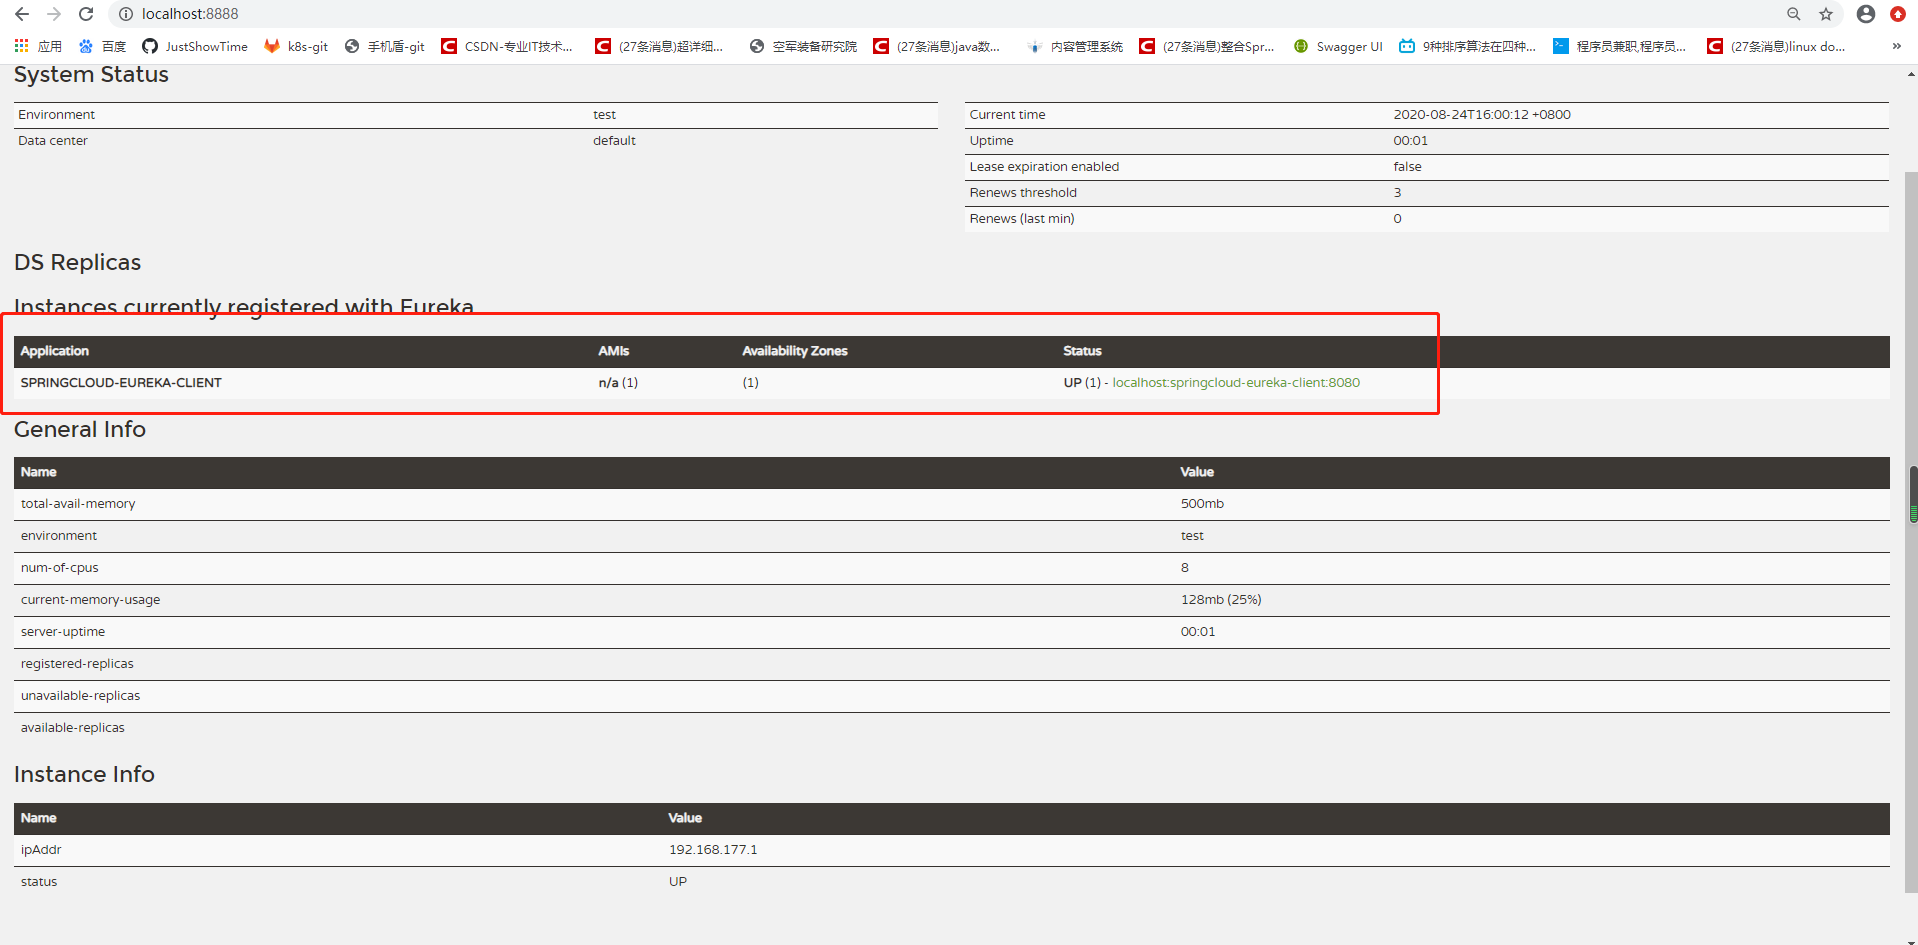 localhost:8888
应用 百度 JustShowTime k8s-git 手机盾-git CSDN-专业IT技术... (27条消息)超详细... 空军装备研究院 (27条消息)java数... 内容管理系统 (27条消息)整合Spr... Swagger UI 9种排序算法在四种... 程序员兼职,程序员... (27条消息)linux do... »
System Status
Environment test
Data center default
Current time 2020-08-24T16:00:12 +0800
Uptime 00:01
Lease expiration enabled false
Renews threshold 3
Renews (last min) 0
DS Replicas
Instances currently registered with Eureka
Application AMIs Availability Zones Status
SPRINGCLOUD-EUREKA-CLIENT n/a (1) (1) UP (1) - localhost:springcloud-eureka-client:8080
General Info
Name Value
total-avail-memory 500mb
environment test
num-of-cpus 8
current-memory-usage 128mb (25%)
server-uptime 00:01
registered-replicas
unavailable-replicas
available-replicas
Instance Info
Name Value
ipAddr 192.168.177.1
status UP